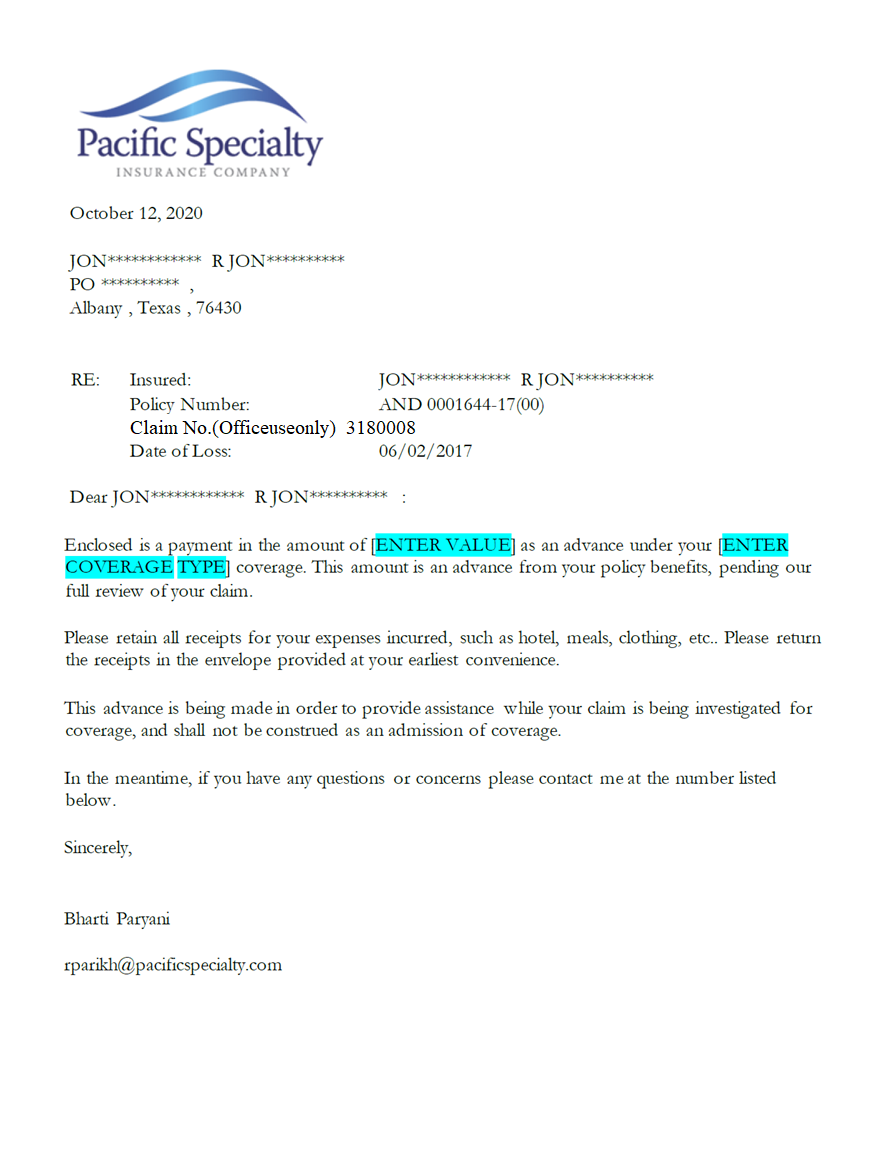 Pacific Specialty
INSURANCE COMPANY
October 12, 2020
JON************ R JON**********
PO ********** ,
Albany , Texas , 76430
RE: Insured: JON************ R JON**********
Policy Number: AND 0001644-17(00)
Claim No.(Officeuseonly) 3180008
Date of Loss: 06/02/2017
Dear JON************ R JON********** :
Enclosed is a payment in the amount of [ENTER VALUE] as an advance under your [ENTER
COVERAGE TYPE] coverage. This amount is an advance from your policy benefits, pending our
full review of your claim.
Please retain all receipts for your expenses incurred, such as hotel, meals, clothing, etc.. Please return
the receipts in the envelope provided at your earliest convenience.
This advance is being made in order to provide assistance while your claim is being investigated for
coverage, and shall not be construed as an admission of coverage.
In the meantime, if you have any questions or concerns please contact me at the number listed
below.
Sincerely,
Bharti Paryani
rparikh@pacificspecialty.com